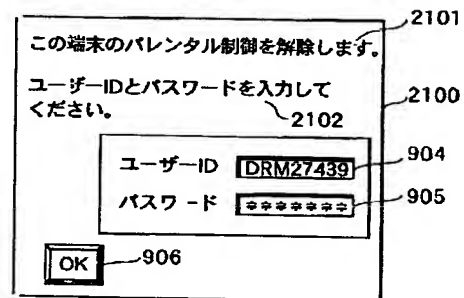 2101
この端末のパレンタル制御を解除します。
ユーザーIDとパスワードを入力して
ください。
2100
2102
ユーザーID DRM27439 904
パスワード ******* 905
OK 906